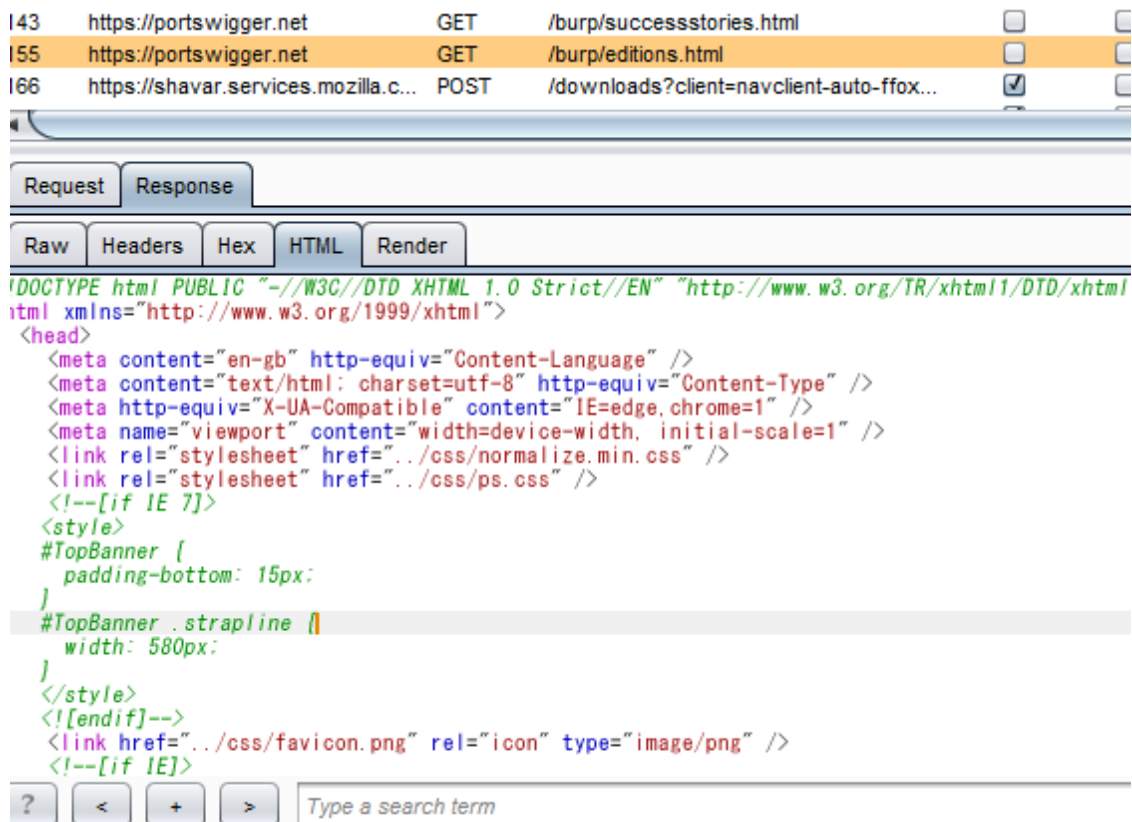 143 https://portswigger.net GET /burp/successstories.html
155 https://portswigger.net GET /burp/editions.html
166 https://shavar.services.mozilla.c... POST /downloads?client=navclient-auto-ffox...
Request Response
Raw Headers Hex HTML Render
!DOCTYPE html PUBLIC "-//W3C//DTD XHTML 1.0 Strict//EN" "http://www.w3.org/TR/xhtml1/DTD/xhtml
html xmlns="http://www.w3.org/1999/xhtml">
<head>
<meta content="en-gb" http-equiv="Content-Language" />
<meta content="text/html; charset=utf-8" http-equiv="Content-Type" />
<meta http-equiv="X-UA-Compatible" content="IE=edge,chrome=1" />
<meta name="viewport" content="width=device-width, initial-scale=1" />
<link rel="stylesheet" href="../css/normalize.min.css" />
<link rel="stylesheet" href="../css/ps.css" />
<!--[if IE 7]>
<style>
#TopBanner {
padding-bottom: 15px;
}
#TopBanner .strapline {
width: 580px;
}
</style>
<![endif]-->
<link href="../css/favicon.png" rel="icon" type="image/png" />
<!--[if IE]>
? < + > Type a search term